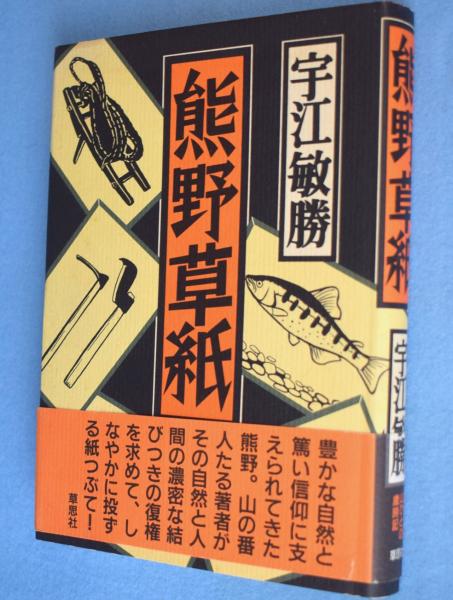 宇江敏勝
熊野草紙
豊かな自然と
篤い信仰に支
えられてきた
熊野。山の番
人たる著者が
その自然と人
間の濃密な結
びつきの復権
を求めて、し
なやかに投ず
る紙つぶて!
草思社
熊野草紙
宇江敏勝